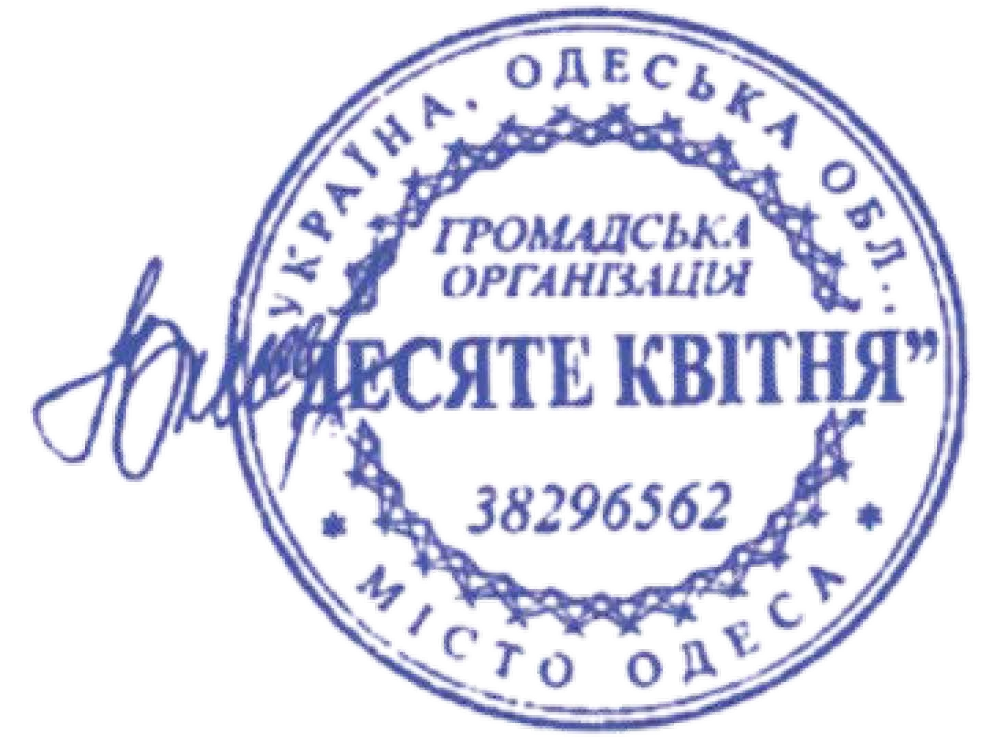 УКРАЇНА, ОДЕСЬКА ОБЛ.,
ГРОМАДСЬКА
ОРГАНІЗАЦІЯ
ДЕСЯТЕ КВІТНЯ”
38296562
* МІСТО ОДЕСА *